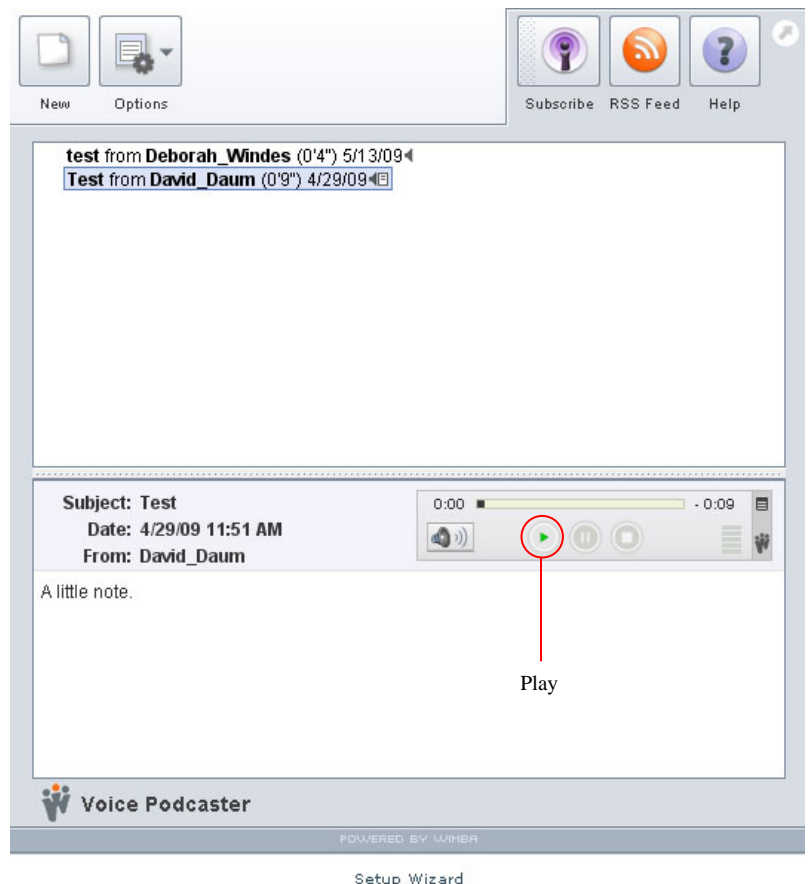 New Options Subscribe RSS Feed Help
test from Deborah_Windes (0'4") 5/13/09
Test from David_Daum (0'9") 4/29/09
Subject: Test
Date: 4/29/09 11:51 AM
From: David_Daum
0:00 - 0:09
A little note.
Play
Voice Podcaster
POWERED BY WIMBA
Setup Wizard